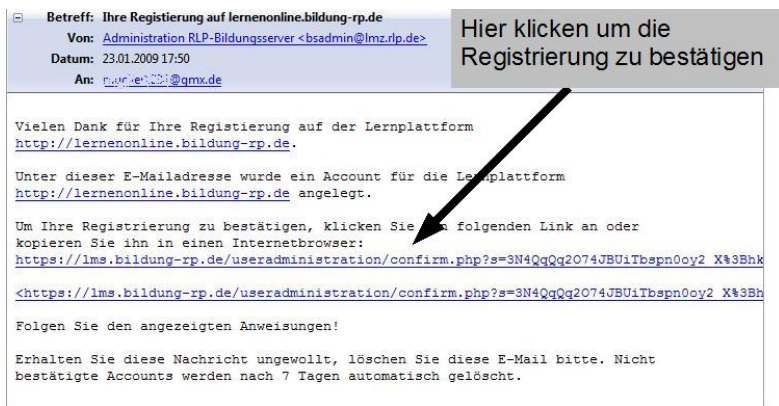 Betreff: Ihre Registierung auf lernenonline.bildung-rp.de
Von: Administration RLP-Bildungsserver <bsadmin@lmz.rlp.de>
Datum: 23.01.2009 17:50
An: @gmx.de
Hier klicken um die
Registrierung zu bestätigen
Vielen Dank für Ihre Registierung auf der Lernplattform
http://lernenonline.bildung-rp.de.
Unter dieser E-Mailadresse wurde ein Account für die Lernplattform
http://lernenonline.bildung-rp.de angelegt.
Um Ihre Registrierung zu bestätigen, klicken Sie folgenden Link an oder
kopieren Sie ihn in einen Internetbrowser:
https://lms.bildung-rp.de/useradministration/confirm.php?s=3N4QqQq2O74JBUiTbspn0oy2 X%3Bhk
<https://lms.bildung-rp.de/useradministration/confirm.php?s=3N4QqQq2O74JBUiTbspn0oy2 X%3Bh
Folgen Sie den angezeigten Anweisungen!
Erhalten Sie diese Nachricht ungewollt, löschen Sie diese E-Mail bitte. Nicht
bestätigte Accounts werden nach 7 Tagen automatisch gelöscht.